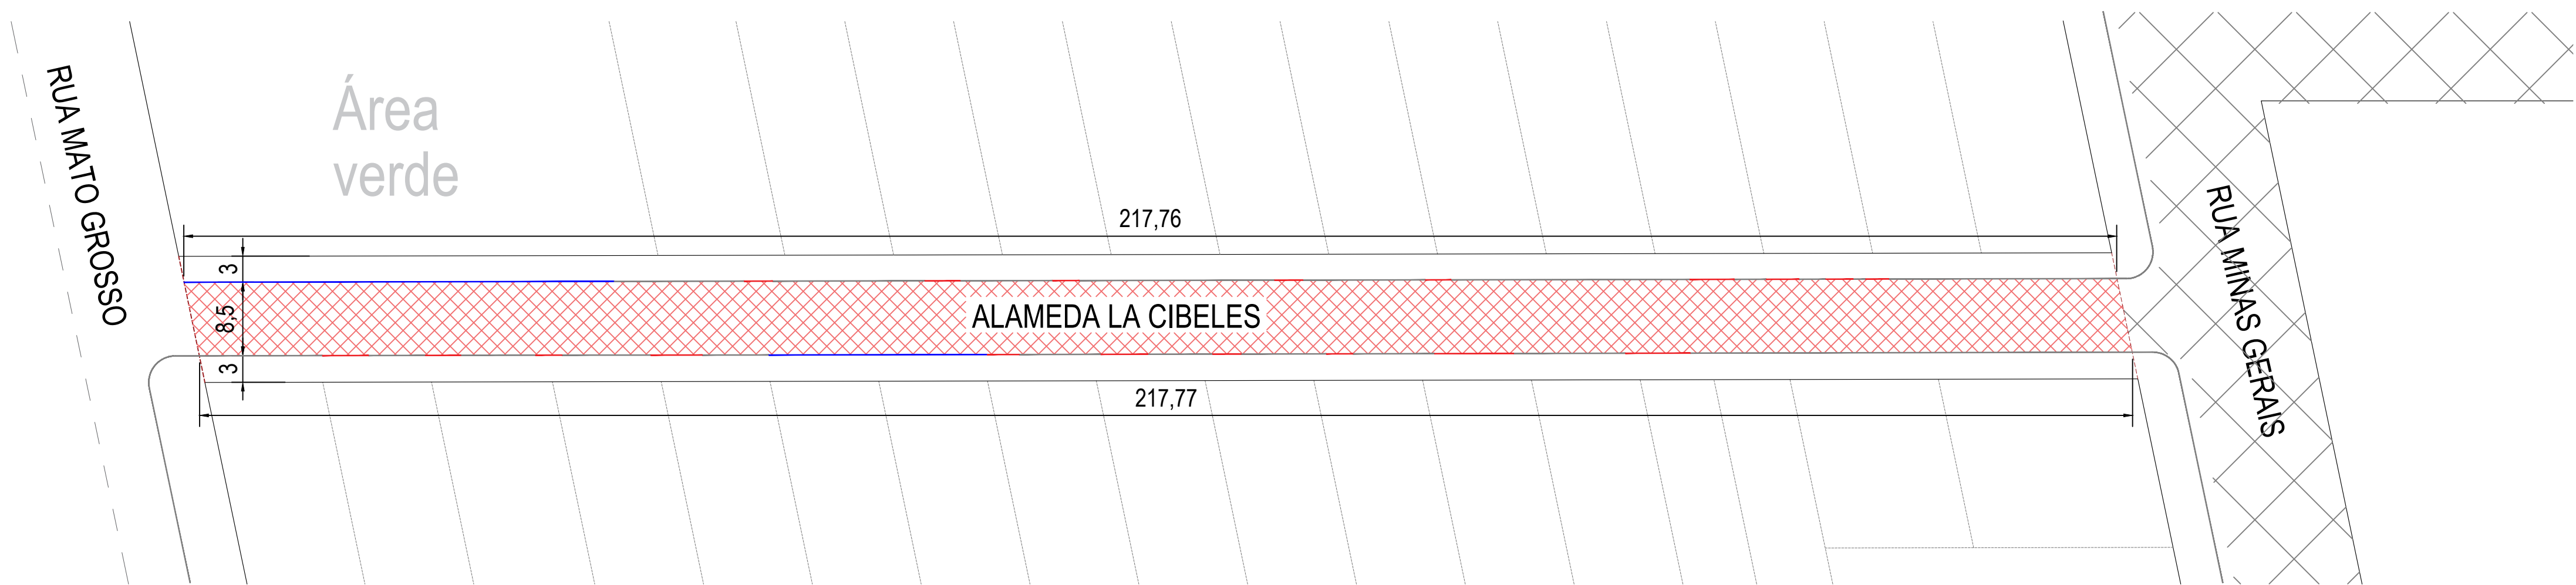 RUA MATO GROSSO
Área
verde
217,76
3
8,5
3
ALAMEDA LA CIBELES
217,77
RUA MINAS GERAIS